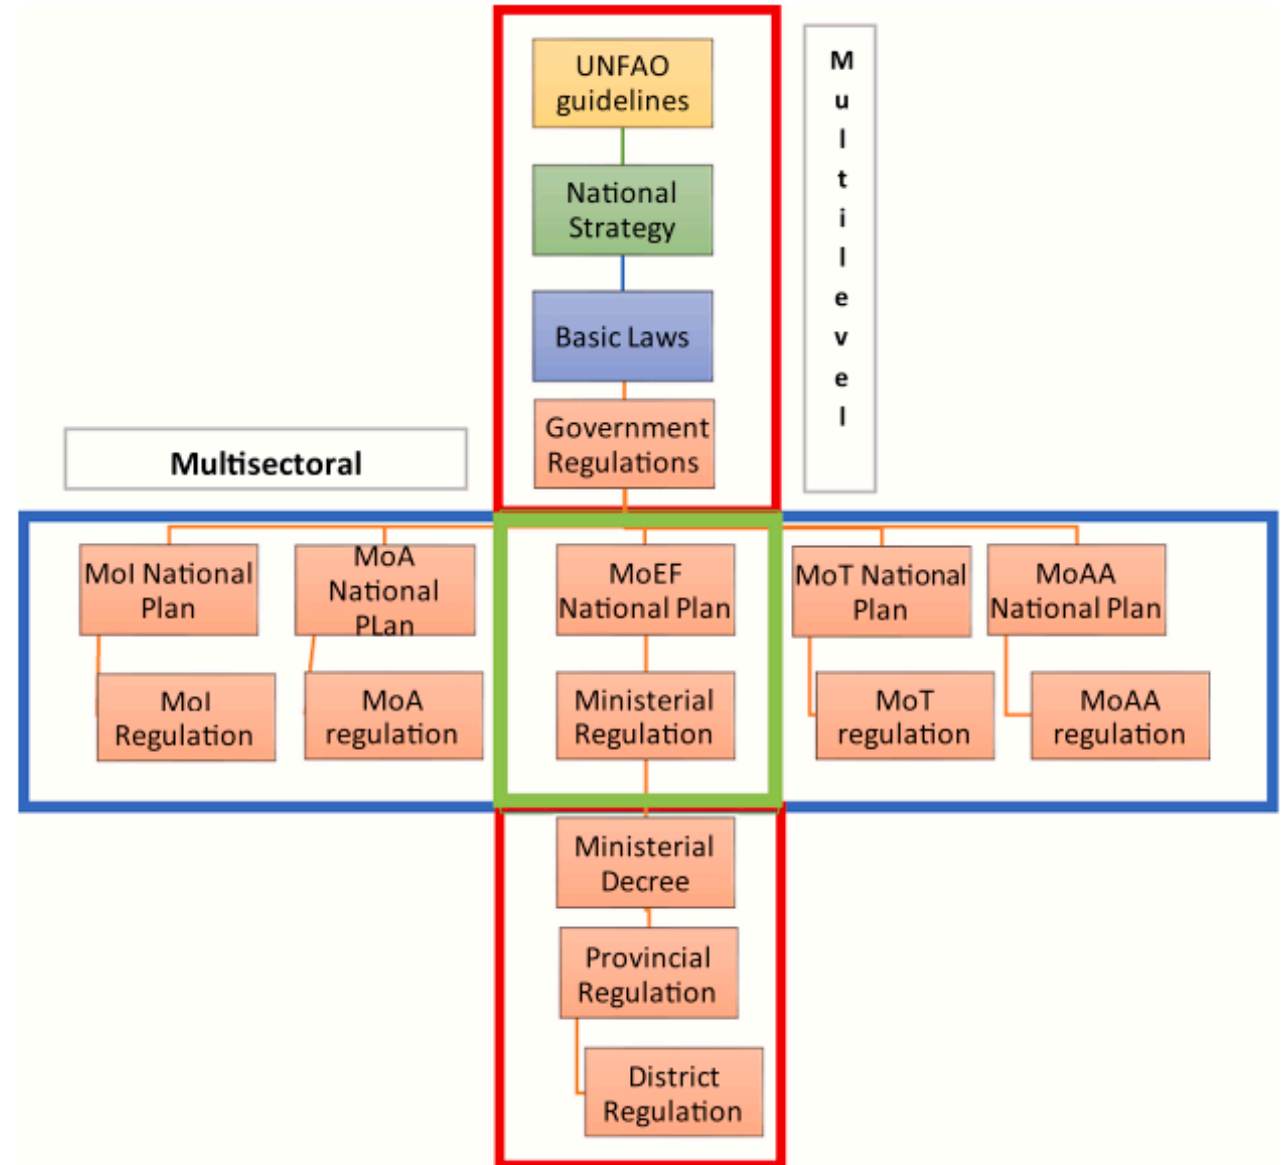 UNFAO
guidelines
Multilevel
National
Strategy
Basic Laws
Government
Regulations
Multisectoral
MoI National
Plan
MoA
National
PLan
MoEF
National Plan
MoT National
Plan
MoAA
National Plan
MoI
Regulation
MoA
regulation
Ministerial
Regulation
MoT
regulation
MoAA
regulation
Ministerial
Decree
Provincial
Regulation
District
Regulation